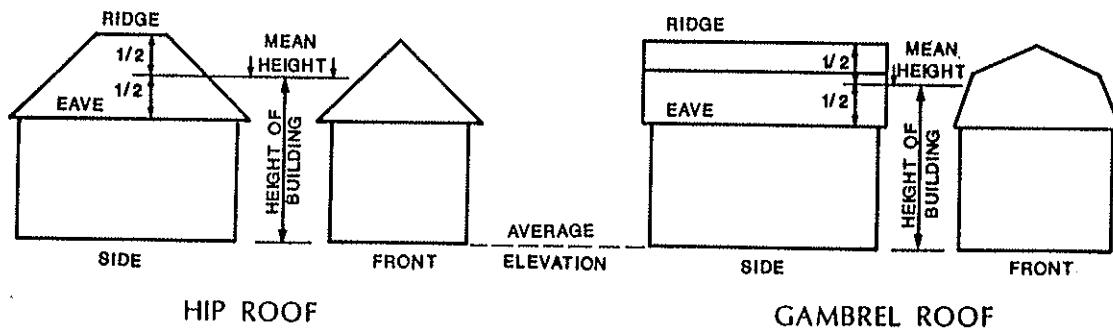 RIDGE
1/2
1/2
EAVE
MEAN
HEIGHT
HEIGHT OF
BUILDING
SIDE
FRONT
HIP ROOF
AVERAGE
ELEVATION
RIDGE
1/2
1/2
EAVE
MEAN
HEIGHT
HEIGHT OF
BUILDING
SIDE
FRONT
GAMBREL ROOF